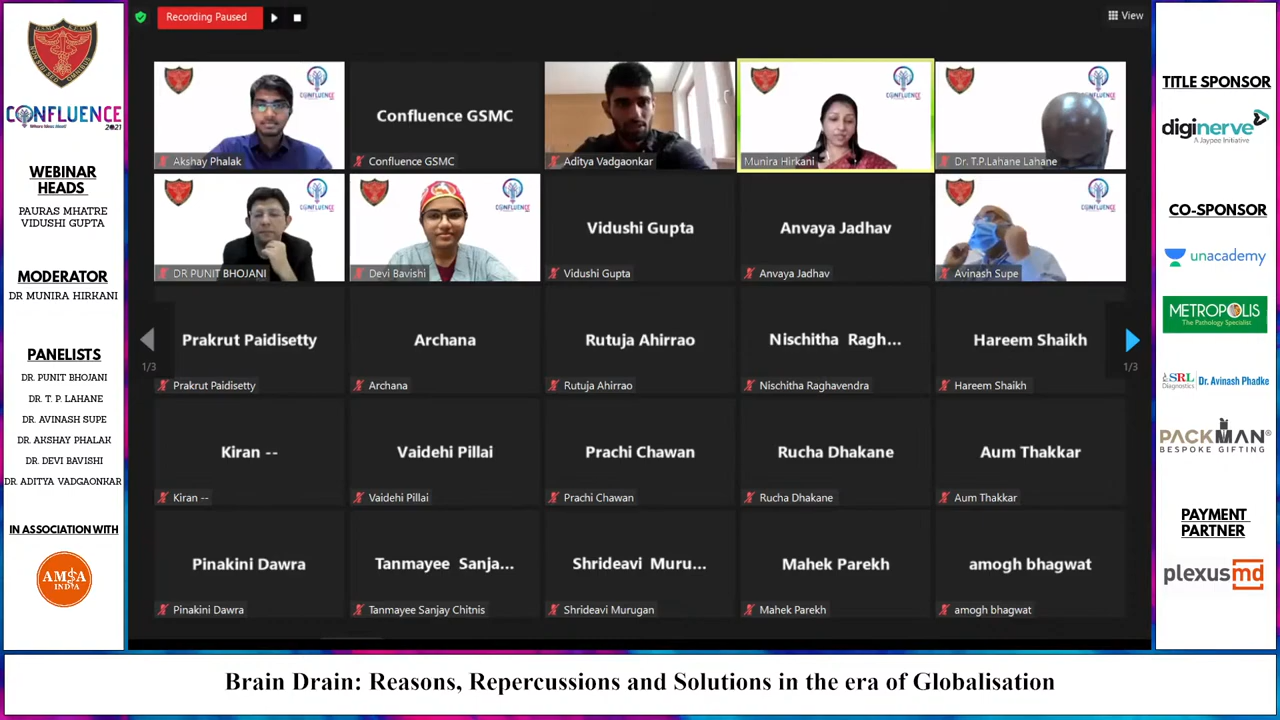 CONFLUENCE
Where Ideas Meet!
2021
WEBINAR
HEADS
PAURAS MHATRE
VIDUSHI GUPTA
MODERATOR
DR MUNIRA HIRKANI
PANELISTS
DR. PUNIT BHOJANI
DR. T. P. LAHANE
DR. AVINASH SUPE
DR. AKSHAY PHALAK
DR. DEVI BAVISHI
DR. ADITYA VADGAONKAR
IN ASSOCIATION WITH
AMSA
INDIA
Recording Paused
View
Akshay Phalak
Confluence GSMC
Confluence GSMC
Aditya Vadgaonkar
Munira Hirkani
Dr. T.P.Lahane Lahane
DR PUNIT BHOJANI
Devi Bavishi
Vidushi Gupta
Vidushi Gupta
Anvaya Jadhav
Anvaya Jadhav
Avinash Supe
1/3
Prakrut Paidisetty
Prakrut Paidisetty
Archana
Archana
Rutuja Ahirrao
Rutuja Ahirrao
Nischitha Ragh...
Nischitha Raghavendra
Hareem Shaikh
Hareem Shaikh
1/3
Kiran --
Kiran --
Vaidehi Pillai
Vaidehi Pillai
Prachi Chawan
Prachi Chawan
Rucha Dhakane
Rucha Dhakane
Aum Thakkar
Aum Thakkar
Pinakini Dawra
Pinakini Dawra
Tanmayee Sanja...
Tanmayee Sanjay Chitnis
Shrideavi Muru...
Shrideavi Murugan
Mahek Parekh
Mahek Parekh
amogh bhagwat
amogh bhagwat
TITLE SPONSOR
diginerve
A Jaypee Initiative
CO-SPONSOR
unacademy
METROPOLIS
The Pathology Specialist
SRL
Diagnostics
Dr. Avinash Phadke
PACKMAN®
BESPOKE GIFTING
PAYMENT
PARTNER
plexusmd
Brain Drain: Reasons, Repercussions and Solutions in the era of Globalisation